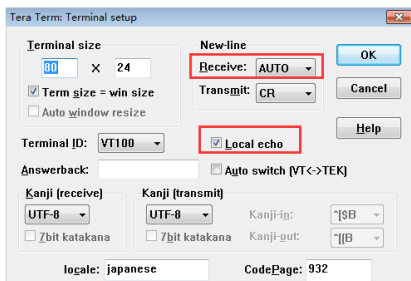 Tera Term: Terminal setup
Terminal size
80 X 24
Term size = win size
Auto window resize
New-line
Receive: AUTO
Transmit: CR
OK
Cancel
Help
Terminal ID: VT100
Local echo
Answerback:
Auto switch (VT<->TEK)
Kanji (receive)
UTF-8
7bit katakana
Kanji (transmit)
UTF-8
7bit katakana
Kanji-in: ^[$B
Kanji-out: ^[(B
locale: japanese
CodePage: 932